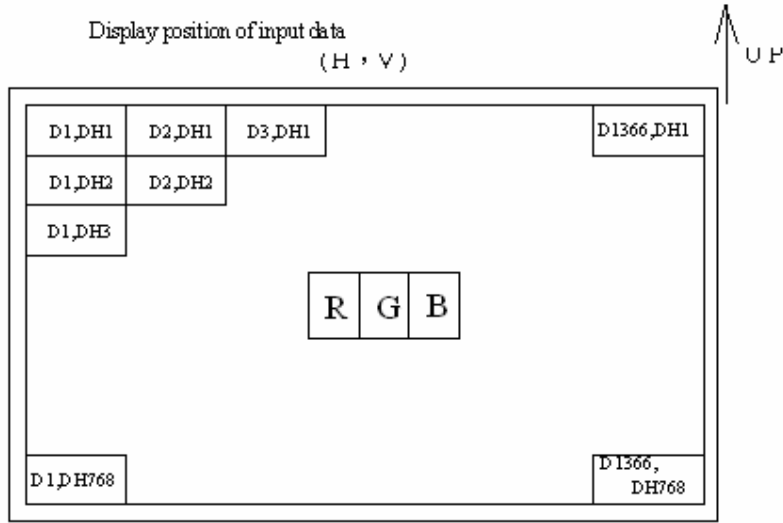 Display position of input data
(H，V)
UP
D1,DH1 D2,DH1 D3,DH1 D1366,DH1
D1,DH2 D2,DH2
D1,DH3
R G B
D1,DH768 D1366,
DH768